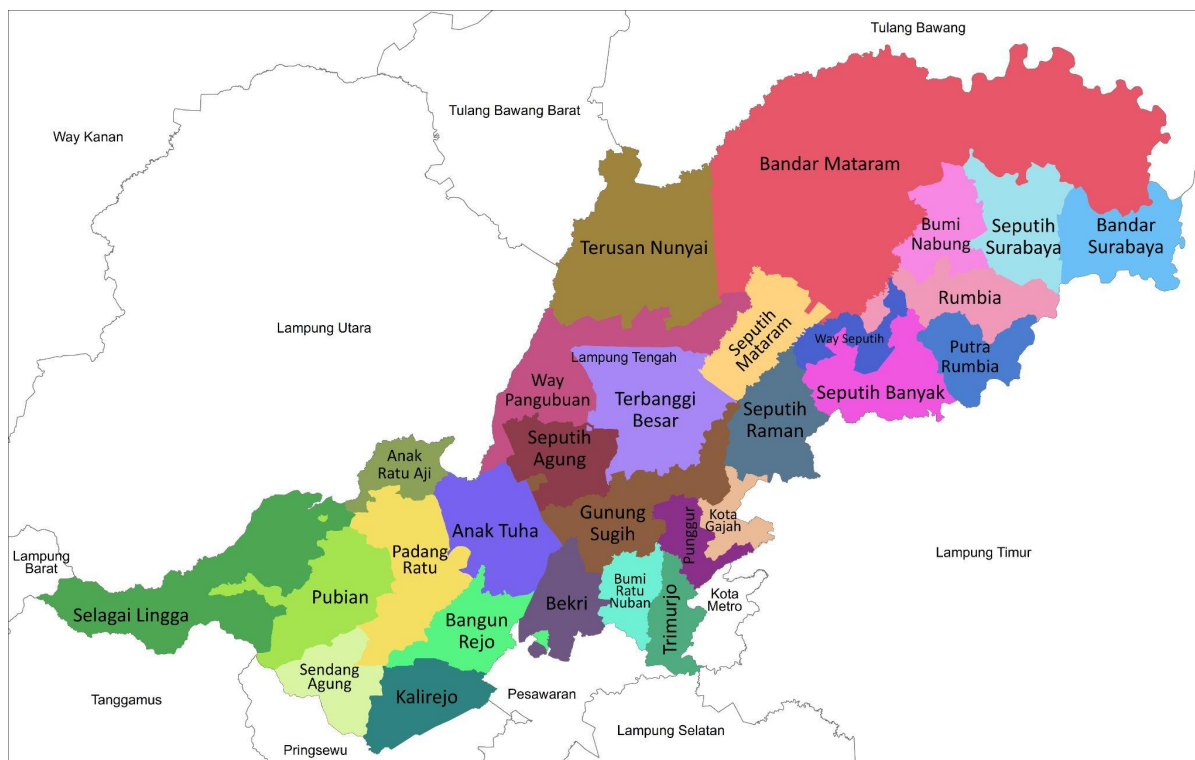 Tulang Bawang
Tulang Bawang Barat
Way Kanan
Bandar Mataram
Terusan Nunyai
Bumi
Nabung
Seputih
Surabaya
Bandar
Surabaya
Lampung Utara
Rumbia
Seputih
Mataram
Way Seputih
Putra
Rumbia
Lampung Tengah
Way
Pangubuan
Terbanggi
Besar
Seputih Banyak
Seputih
Raman
Seputih
Agung
Anak
Ratu Aji
Gunung
Sugih
Kota
Gajah
Punggur
Anak Tuha
Padang
Ratu
Lampung
Barat
Lampung Timur
Selagai Lingga
Pubian
Bekri
Bumi
Ratu
Nuban
Trimurjo
Kota
Metro
Bangun
Rejo
Sendang
Agung
Kalirejo
Tanggamus
Pesawaran
Lampung Selatan
Pringsewu